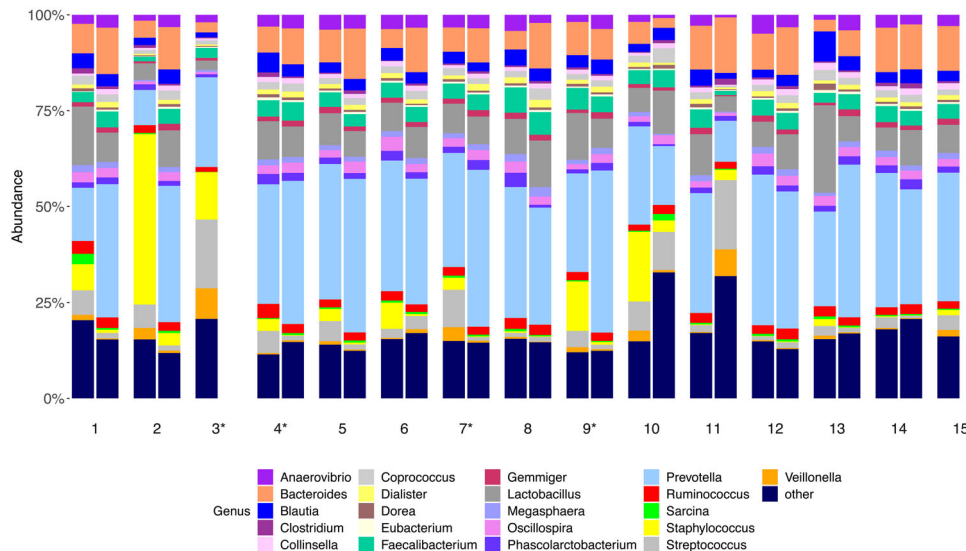 100%
75%
Abundance
50%
25%
0%
1 2 3* 4* 5 6 7* 8 9* 10 11 12 13 14 15
Anaerovibrio Coprococcus Gemmiger Prevotella Veillonella
Bacteroides Dialister Lactobacillus Ruminococcus other
Genus Blautia Dorea Megasphaera Sarcina
Clostridium Eubacterium Oscillospira Staphylococcus
Collinsella Faecalibacterium Phascolarctobacterium Streptococcus